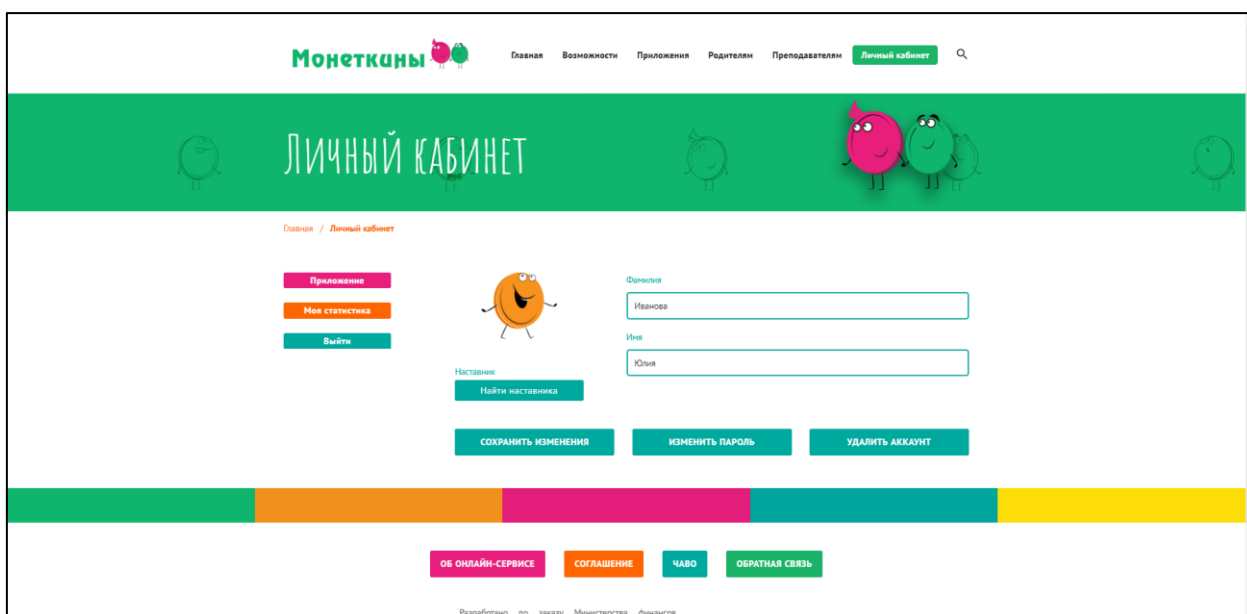 Монеткины
Главная Возможности Приложения Родителям Преподавателям Личный кабинет
Личный кабинет
Главная / Личный кабинет
Приложение
Моя статистика
Выйти
Наставник
Найти наставника
Фамилия
Иванова
Имя
Юлия
СОХРАНИТЬ ИЗМЕНЕНИЯ ИЗМЕНИТЬ ПАРОЛЬ УДАЛИТЬ АККАУНТ
ОБ ОНЛАЙН-СЕРВИСЕ СОГЛАШЕНИЕ ЧАВО ОБРАТНАЯ СВЯЗЬ
Разработано по заказу Министерства финансов